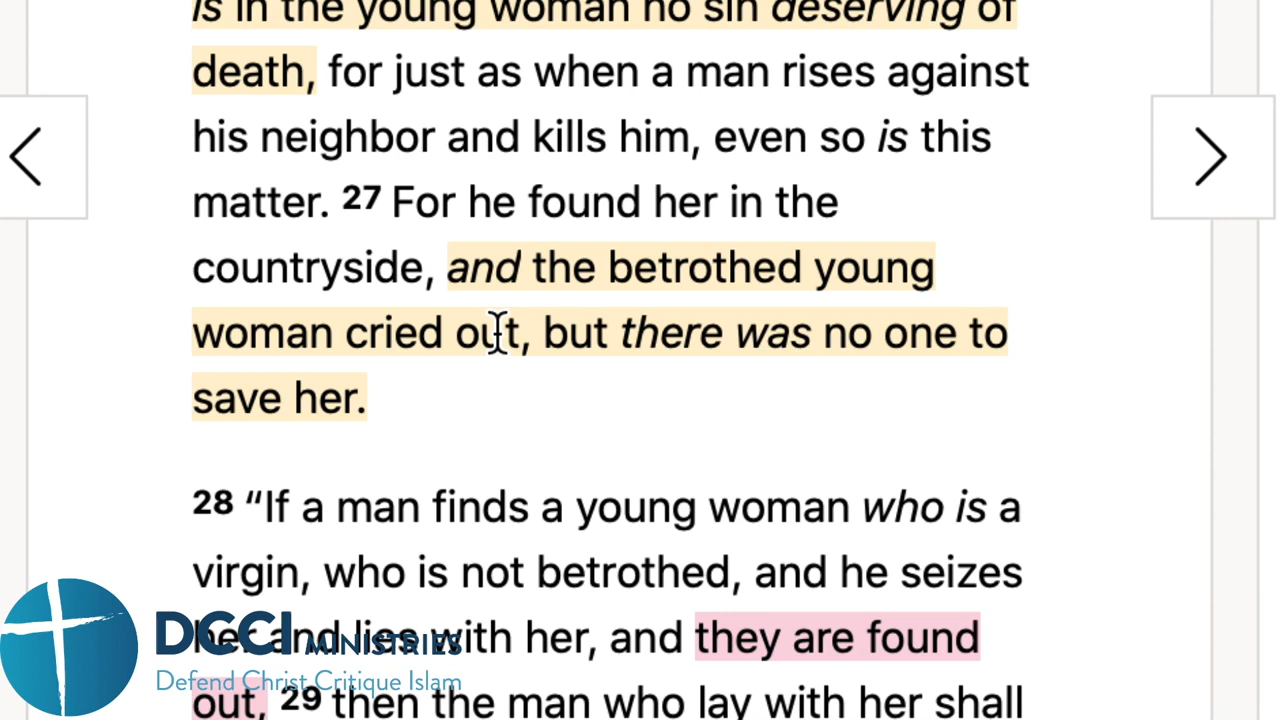 is in the young woman no sin deserving of
death, for just as when a man rises against
his neighbor and kills him, even so is this
matter. 27 For he found her in the
countryside, and the betrothed young
woman cried out, but there was no one to
save her.
28 “If a man finds a young woman who is a
virgin, who is not betrothed, and he seizes
her and lies with her, and they are found
out, 29 then the man who lay with her shall
DCCI MINISTRIES
Defend Christ Critique Islam